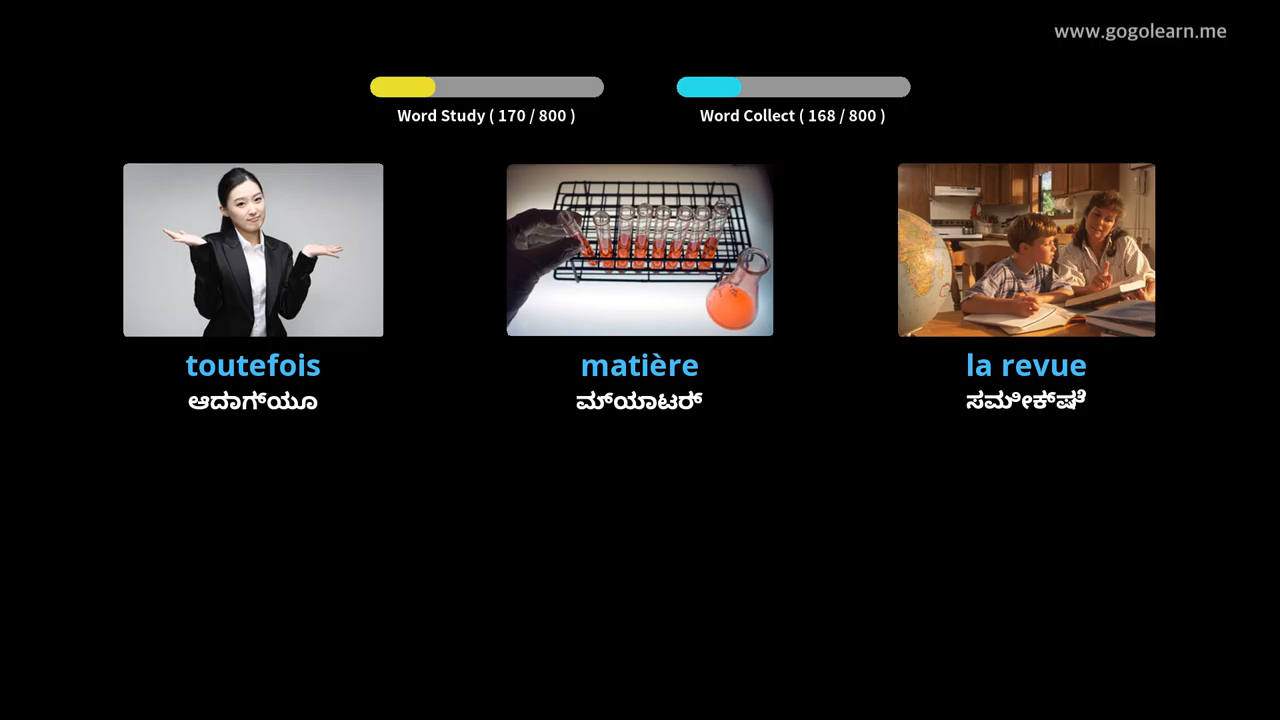 www.gogolearn.me
Word Study ( 170 / 800 )
Word Collect ( 168 / 800 )
toutefois
matière
la revue
ಆದಾಗ್‌ಯೂ
ಮ್‌ಯಾಟರ್
ಸಮೀಕ್‌ಷೆ